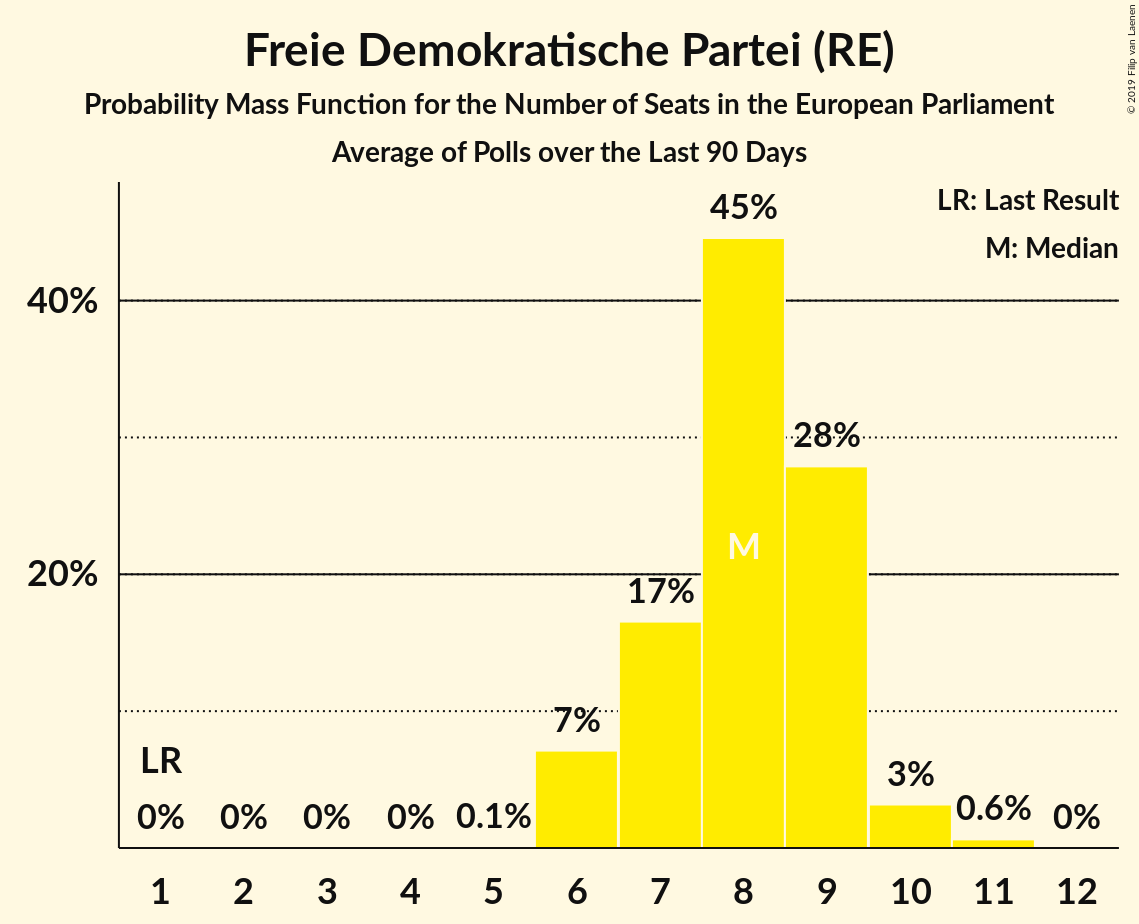 Freie Demokratische Partei (RE)
Probability Mass Function for the Number of Seats in the European Parliament
Average of Polls over the Last 90 Days
© 2019 Filip van Laenen
LR: Last Result
M: Median
45%
40%
28%
M
20%
17%
7%
LR
3%
0% 0% 0% 0% 0.1% 0.6% 0%
1 2 3 4 5 6 7 8 9 10 11 12